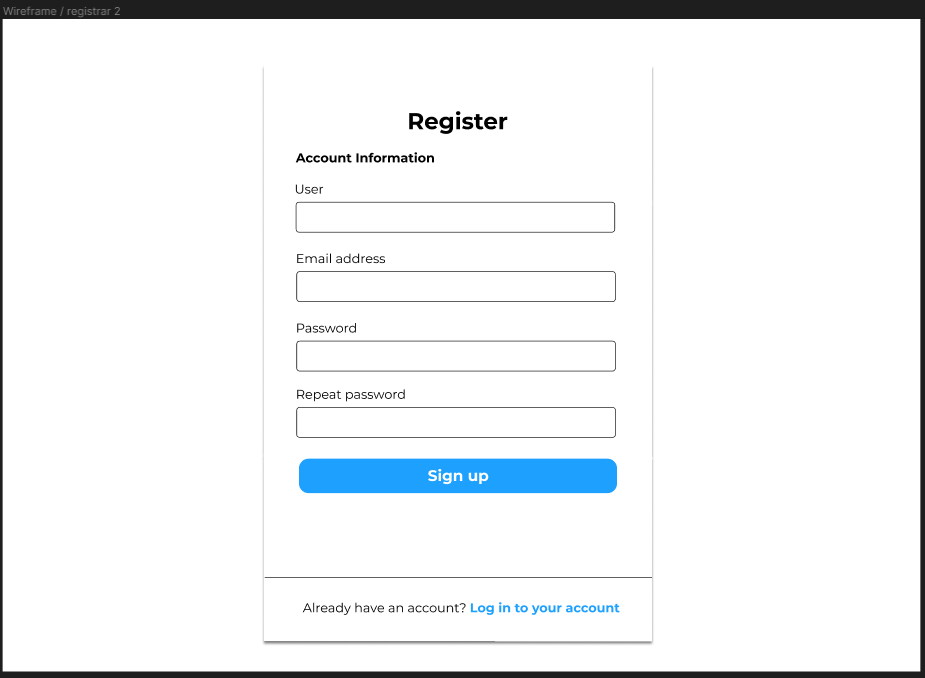 Wireframe / registrar 2
Register
Account Information
User
Email address
Password
Repeat password
Sign up
Already have an account? Log in to your account